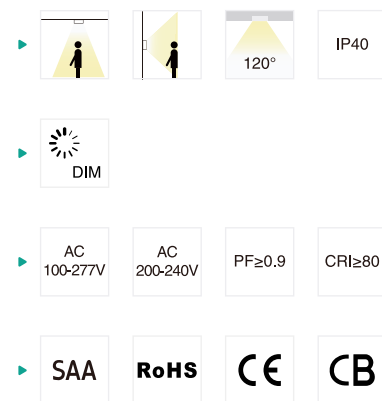 120°
IP40
DIM
AC
100-277V
AC
200-240V
PF≥0.9
CRI≥80
SAA
RoHS
CE
CB